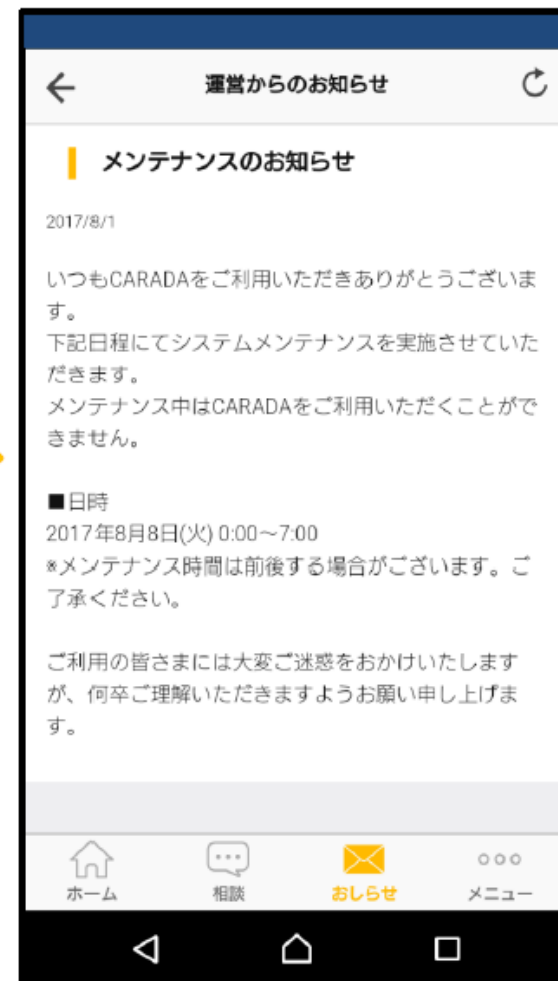 運営からのお知らせ
メンテナンスのお知らせ
2017/8/1
いつもCARADAをご利用いただきありがとうございま
す。
下記日程にてシステムメンテナンスを実施させていた
だきます。
メンテナンス中はCARADAをご利用いただくことがで
きません。
■日時
2017年8月8日(火) 0:00～7:00
※メンテナンス時間は前後する場合がございます。ご
了承ください。
ご利用の皆さまには大変ご迷惑をおかけいたします
が、何卒ご理解いただきますようお願い申し上げま
す。
ホーム 相談 おしらせ メニュー